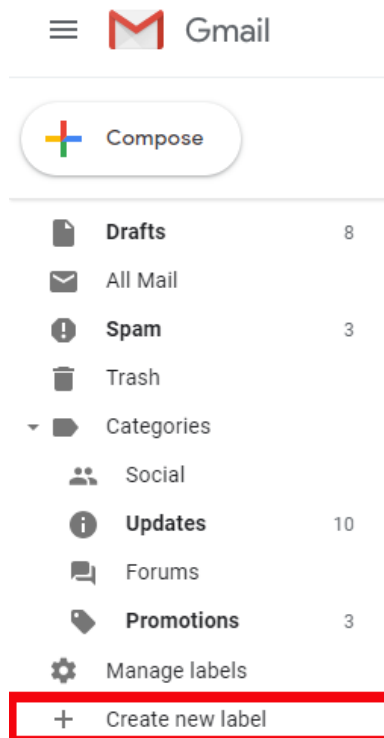 Gmail
Compose
Drafts 8
All Mail
Spam 3
Trash
Categories
Social
Updates 10
Forums
Promotions 3
Manage labels
Create new label